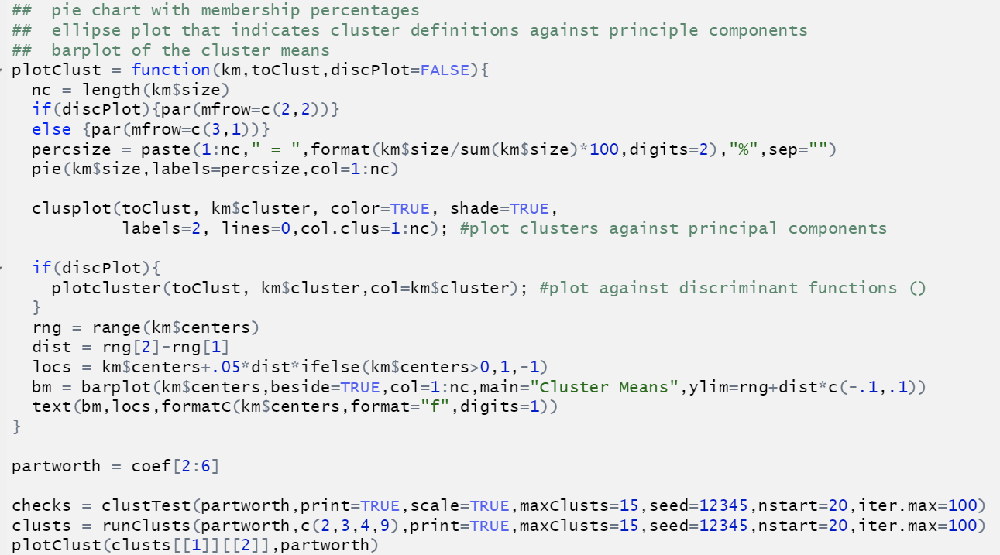 ##  pie chart with membership percentages
##  ellipse plot that indicates cluster definitions against principle components
##  barplot of the cluster means
plotClust = function(km,toClust,discPlot=FALSE){
  nc = length(km$size)
  if(discPlot){par(mfrow=c(2,2))}
  else {par(mfrow=c(3,1))}
  percsize = paste(1:nc," = ",format(km$size/sum(km$size)*100,digits=2),"%",sep="")
  pie(km$size,labels=percsize,col=1:nc)

  clusplot(toClust, km$cluster, color=TRUE, shade=TRUE,
           labels=2, lines=0,col.clus=1:nc); #plot clusters against principal components

  if(discPlot){
    plotcluster(toClust, km$cluster,col=km$cluster); #plot against discriminant functions ()
  }
  rng = range(km$centers)
  dist = rng[2]-rng[1]
  locs = km$centers+.05*dist*ifelse(km$centers>0,1,-1)
  bm = barplot(km$centers,beside=TRUE,col=1:nc,main="Cluster Means",ylim=rng+dist*c(-.1,.1))
  text(bm,locs,formatC(km$centers,format="f",digits=1))
}

partworth = coef[2:6]

checks = clustTest(partworth,print=TRUE,scale=TRUE,maxClusts=15,seed=12345,nstart=20,iter.max=100)
clusts = runClusts(partworth,c(2,3,4,9),print=TRUE,maxClusts=15,seed=12345,nstart=20,iter.max=100)
plotClust(clusts[[1]][[2]],partworth)